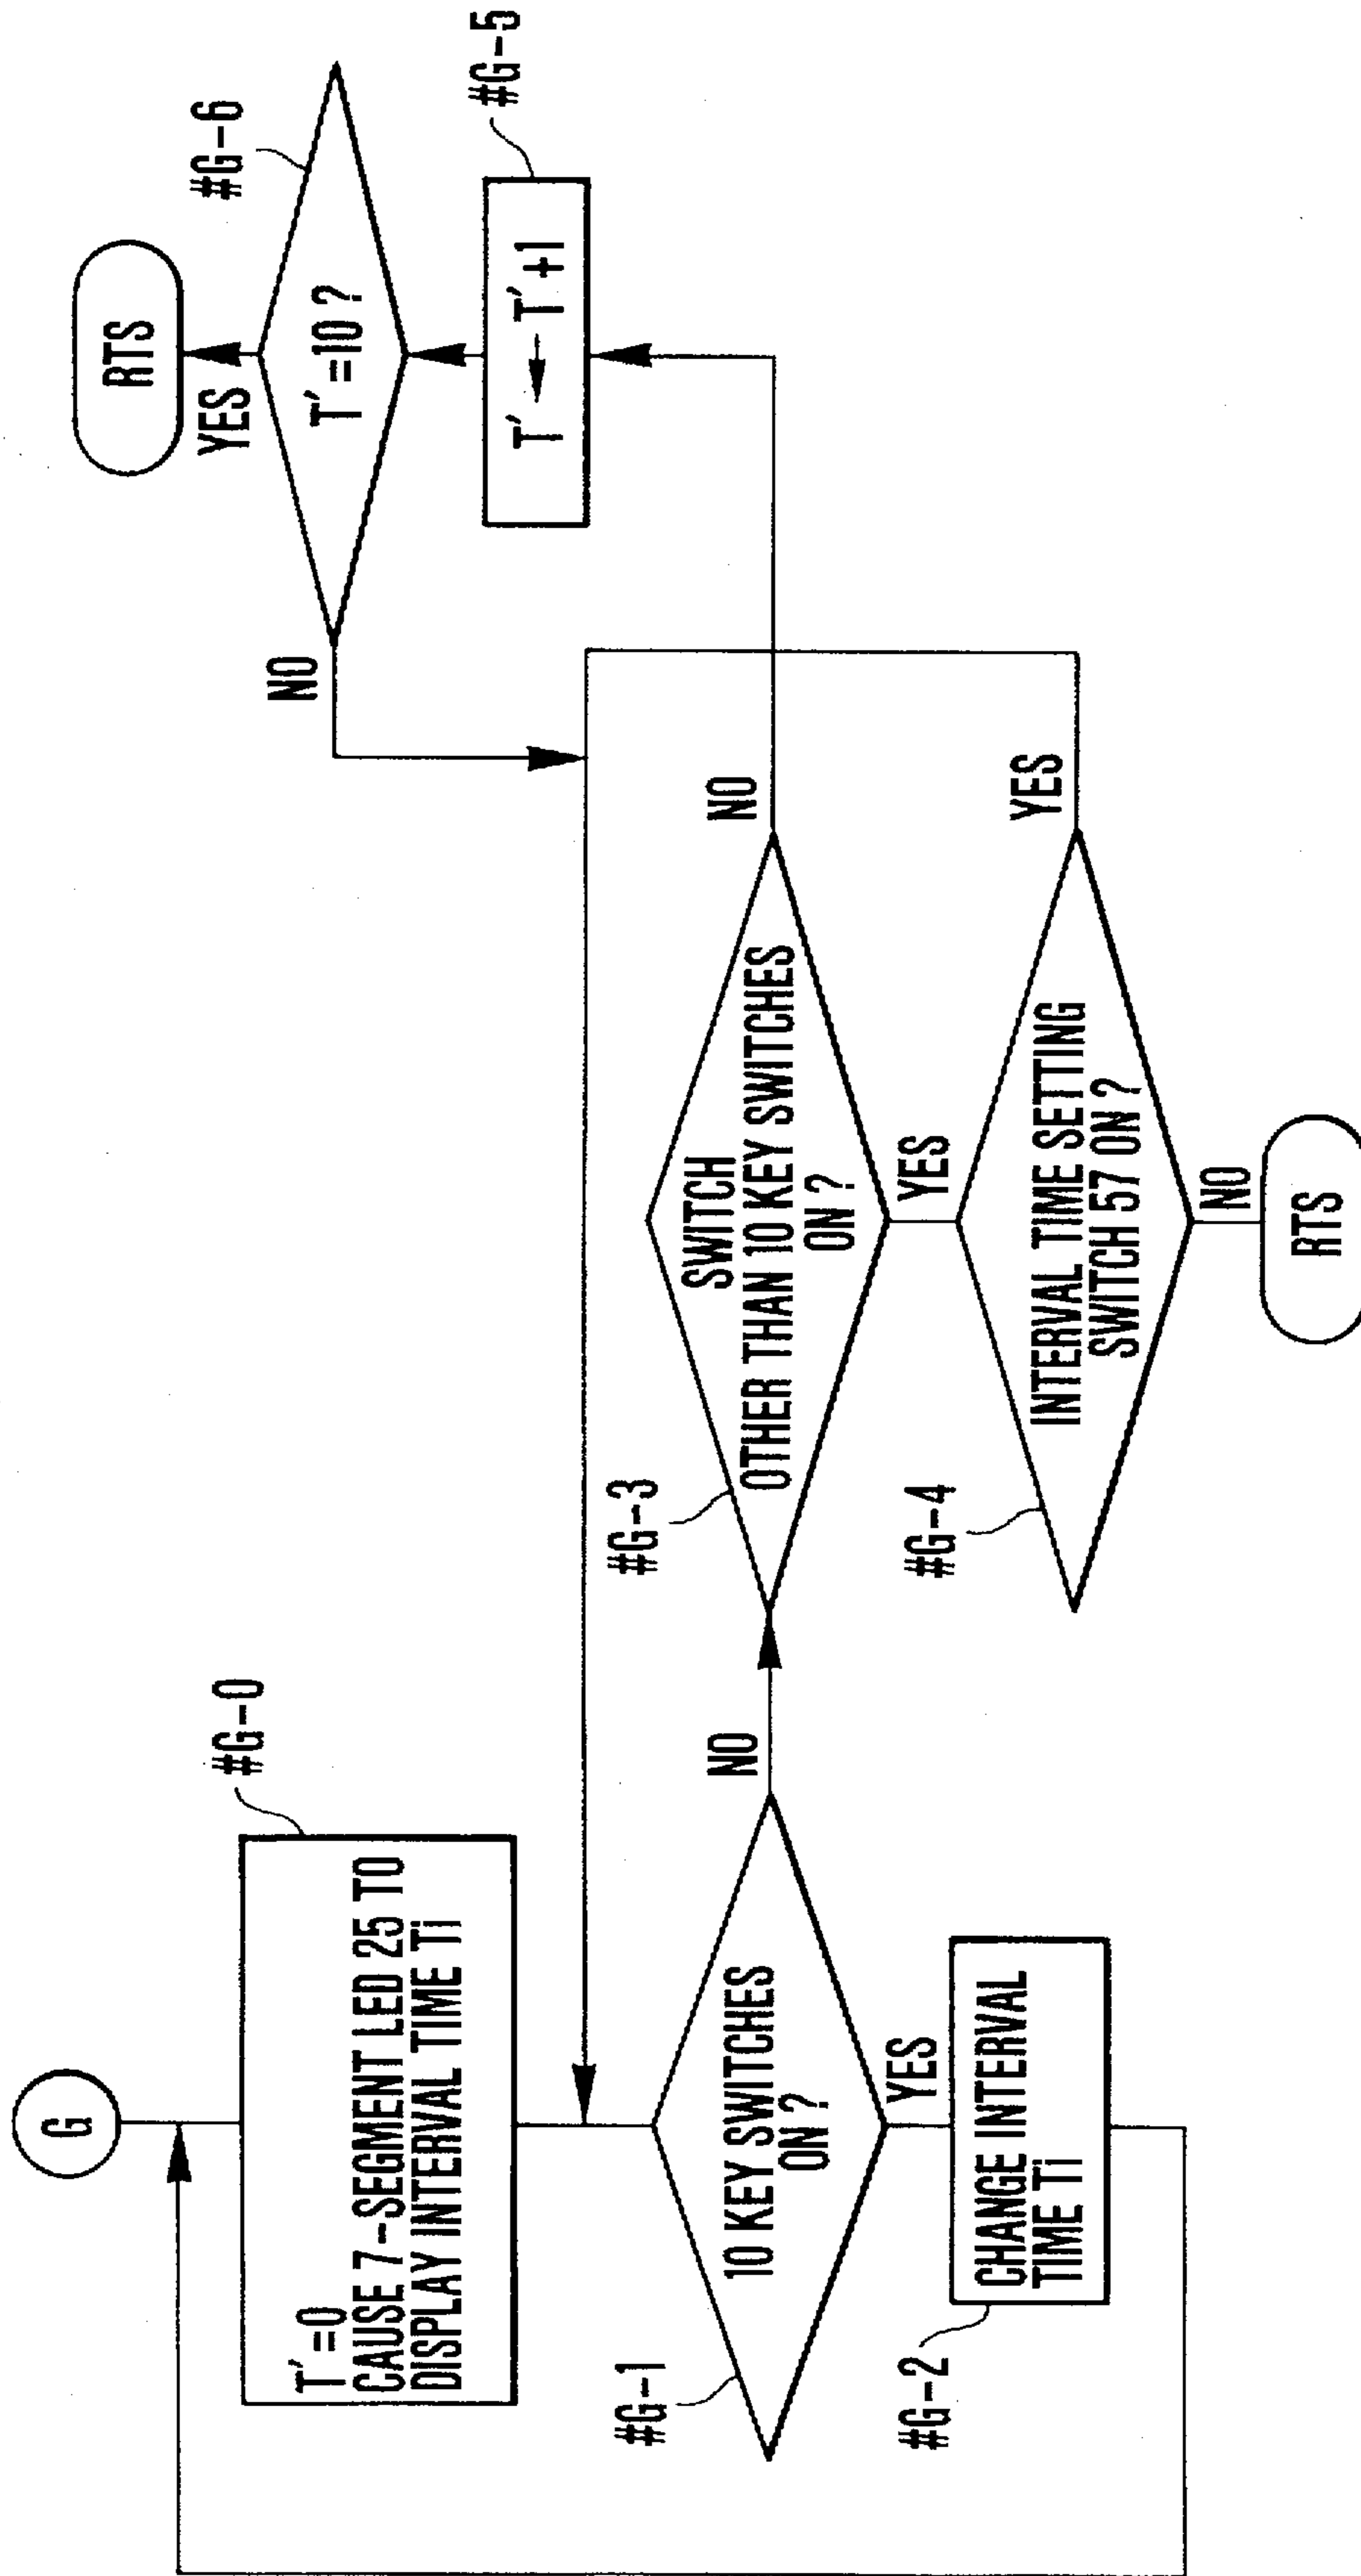 G
#G-0
T'=0
CAUSE 7-SEGMENT LED 25 TO
DISPLAY INTERVAL TIME Ti
#G-1
10 KEY SWITCHES
ON ?
NO
YES
#G-2
CHANGE INTERVAL
TIME Ti
#G-3
SWITCH
OTHER THAN 10 KEY SWITCHES
ON ?
NO
YES
#G-4
INTERVAL TIME SETTING
SWITCH 57 ON ?
YES
NO
RTS
#G-5
T' ← T'+1
#G-6
T'=10 ?
NO
YES
RTS